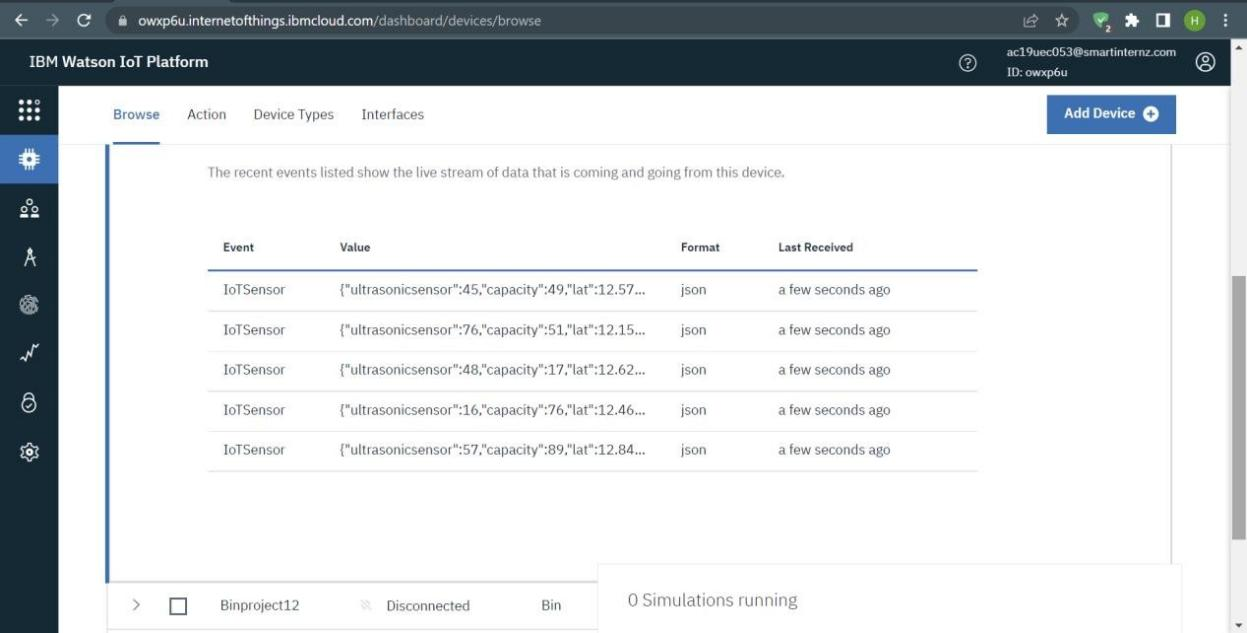 owxp6u.internetofthings.ibmcloud.com/dashboard/devices/browse
2
H
IBM Watson IoT Platform
ac19uec053@smartinternz.com
ID: owxp6u
Browse Action Device Types Interfaces
Add Device
The recent events listed show the live stream of data that is coming and going from this device.
Event Value Format Last Received
IoTSensor {"ultrasonicsensor":45,"capacity":49,"lat":12.57... json a few seconds ago
IoTSensor {"ultrasonicsensor":76,"capacity":51,"lat":12.15... json a few seconds ago
IoTSensor {"ultrasonicsensor":48,"capacity":17,"lat":12.62... json a few seconds ago
IoTSensor {"ultrasonicsensor":16,"capacity":76,"lat":12.46... json a few seconds ago
IoTSensor {"ultrasonicsensor":57,"capacity":89,"lat":12.84... json a few seconds ago
Binproject12 Disconnected Bin
0 Simulations running